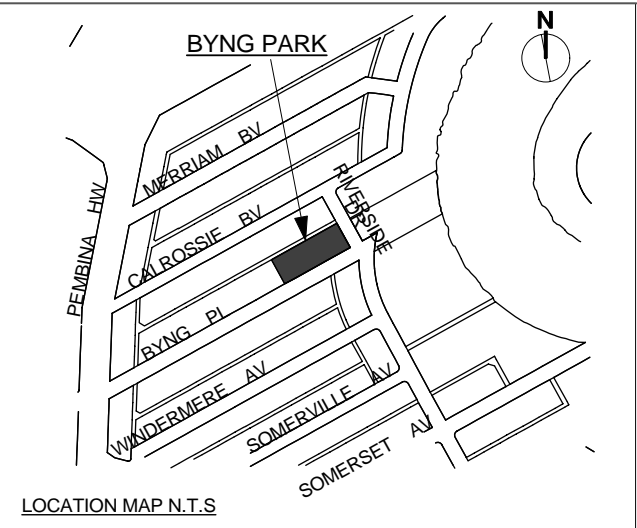 N
BYNG PARK
MERRIAM BV
RIVERSIDE
DR
PEMBINA HW
CALROSSIE BV
BYNG PL
WINDERMERE AV
SOMERVILLE AV
SOMERSET AV
LOCATION MAP N.T.S